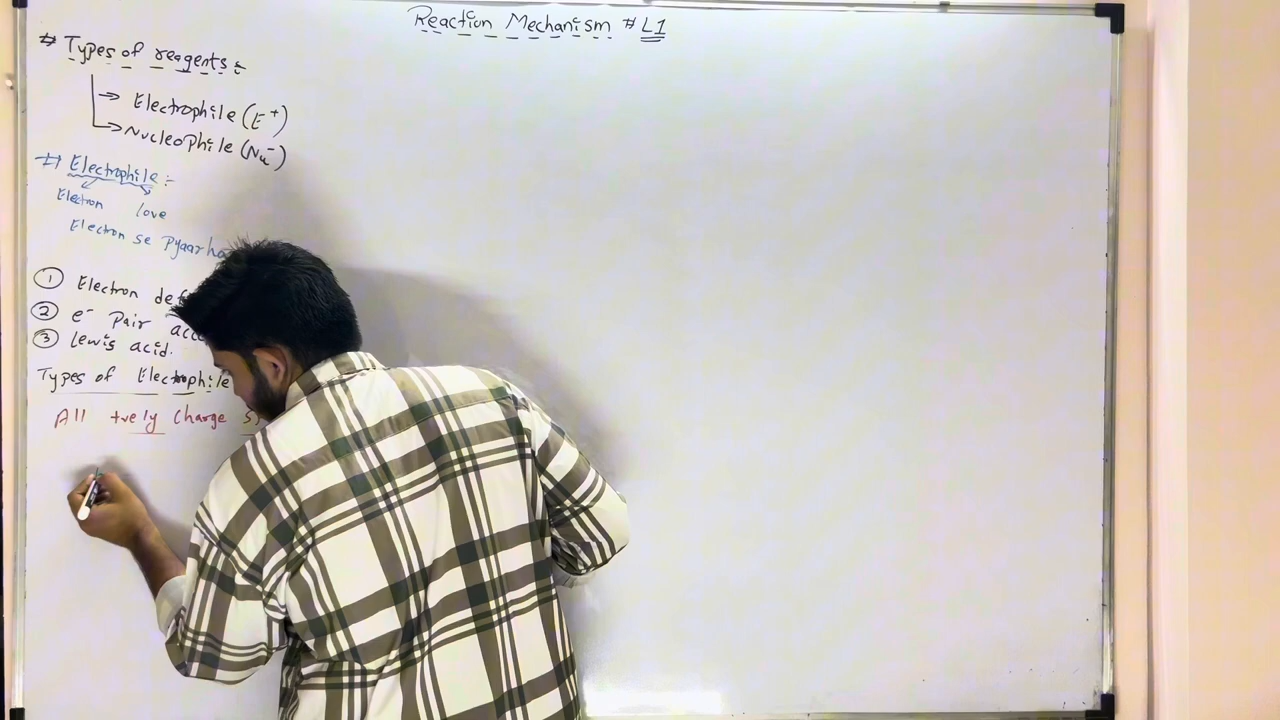 Reaction Mechanism # L1
# Types of reagents :-
→ Electrophile (E+)
→ Nucleophile (Nu-)
# Electrophile :-
Electron love
Electron se Pyaar
① Electron
② e- Pair
③ lewis acid.
Types of Electrophile
All +vely Charge